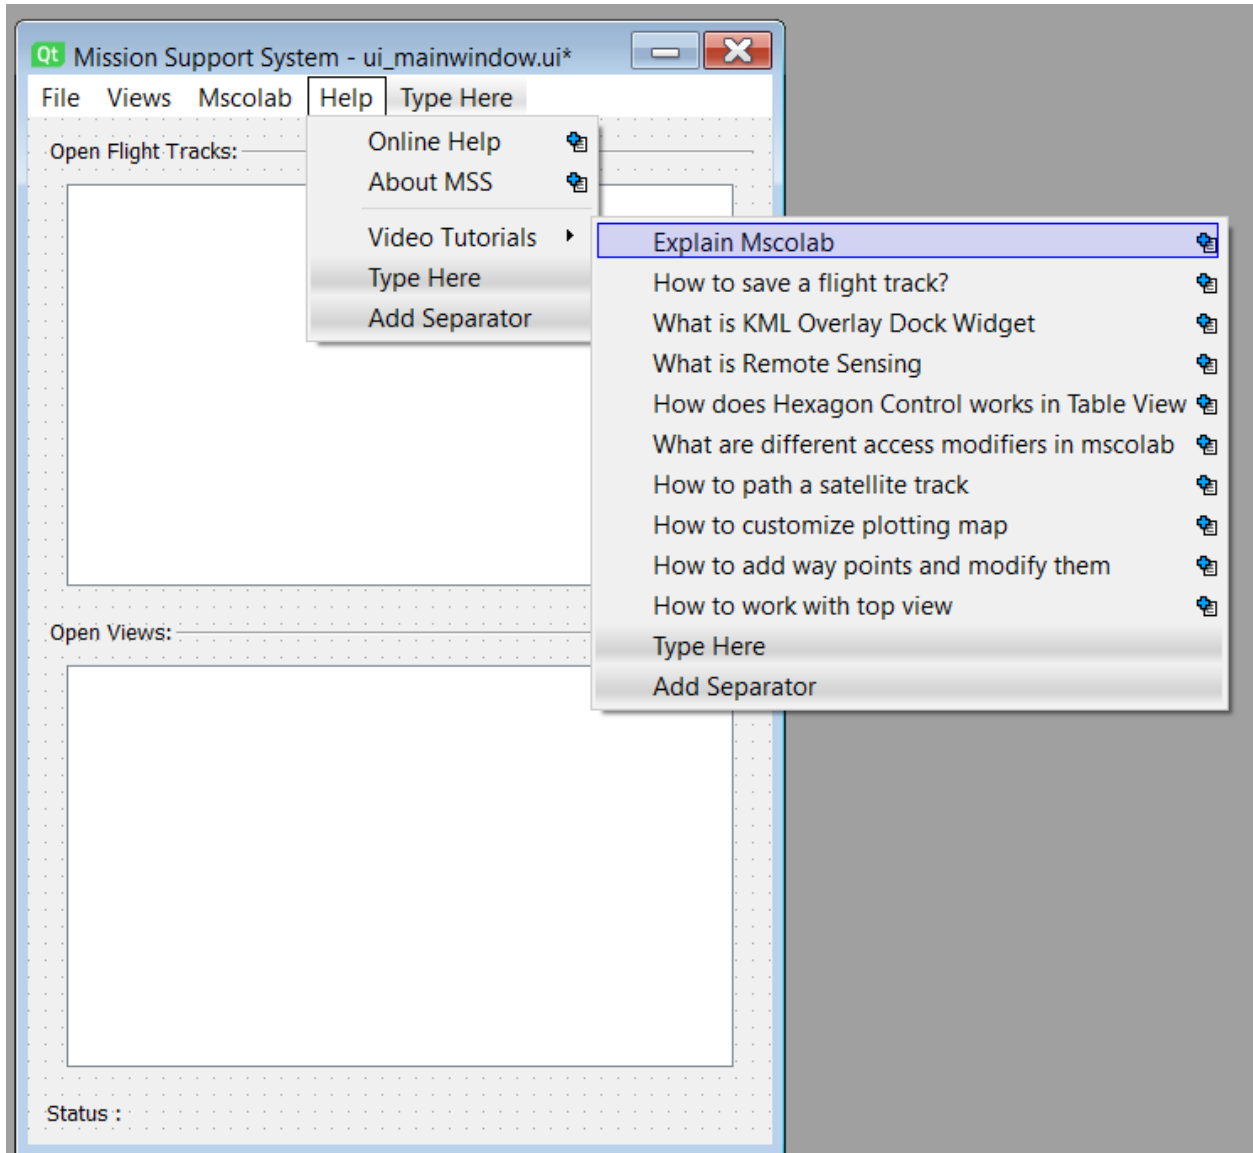 Qt Mission Support System - ui_mainwindow.ui*
File Views Mscolab Help Type Here
Open Flight Tracks:
Online Help
About MSS
Video Tutorials
Type Here
Add Separator
Explain Mscolab
How to save a flight track?
What is KML Overlay Dock Widget
What is Remote Sensing
How does Hexagon Control works in Table View
What are different access modifiers in mscolab
How to path a satellite track
How to customize plotting map
How to add way points and modify them
How to work with top view
Type Here
Add Separator
Open Views:
Status :